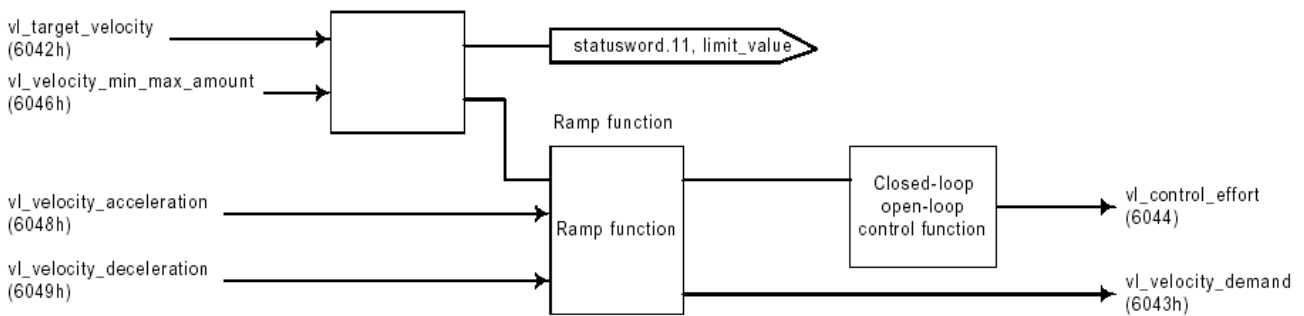 vl_target_velocity
(6042h)
statusword.11, limit_value
vl_velocity_min_max_amount
(6046h)
Ramp function
vl_velocity_acceleration
(6048h)
Ramp function
Closed-loop
open-loop
control function
vl_control_effort
(6044)
vl_velocity_deceleration
(6049h)
vl_velocity_demand
(6043h)